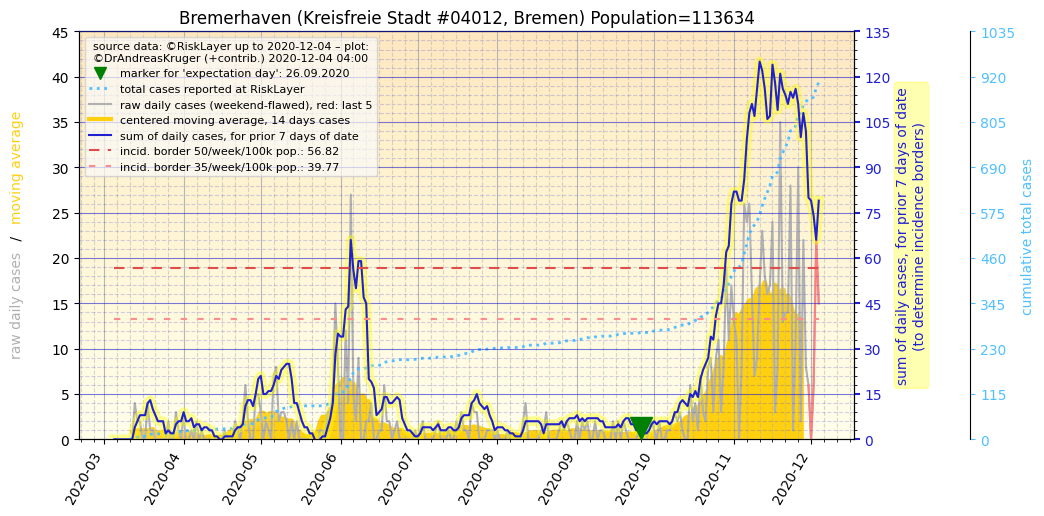 Bremerhaven (Kreisfreie Stadt #04012, Bremen) Population=113634
source data: ©RiskLayer up to 2020-12-04 – plot:
©DrAndreasKruger (+contrib.) 2020-12-04 04:00
marker for 'expectation day': 26.09.2020
total cases reported at RiskLayer
raw daily cases (weekend-flawed), red: last 5
centered moving average, 14 days cases
sum of daily cases, for prior 7 days of date
incid. border 50/week/100k pop.: 56.82
incid. border 35/week/100k pop.: 39.77
raw daily cases / moving average
45
40
35
30
25
20
15
10
5
0
2020-03
2020-04
2020-05
2020-06
2020-07
2020-08
2020-09
2020-10
2020-11
2020-12
135
120
105
90
75
60
45
30
15
0
sum of daily cases, for prior 7 days of date
(to determine incidence borders)
1035
920
805
690
575
460
345
230
115
0
cumulative total cases